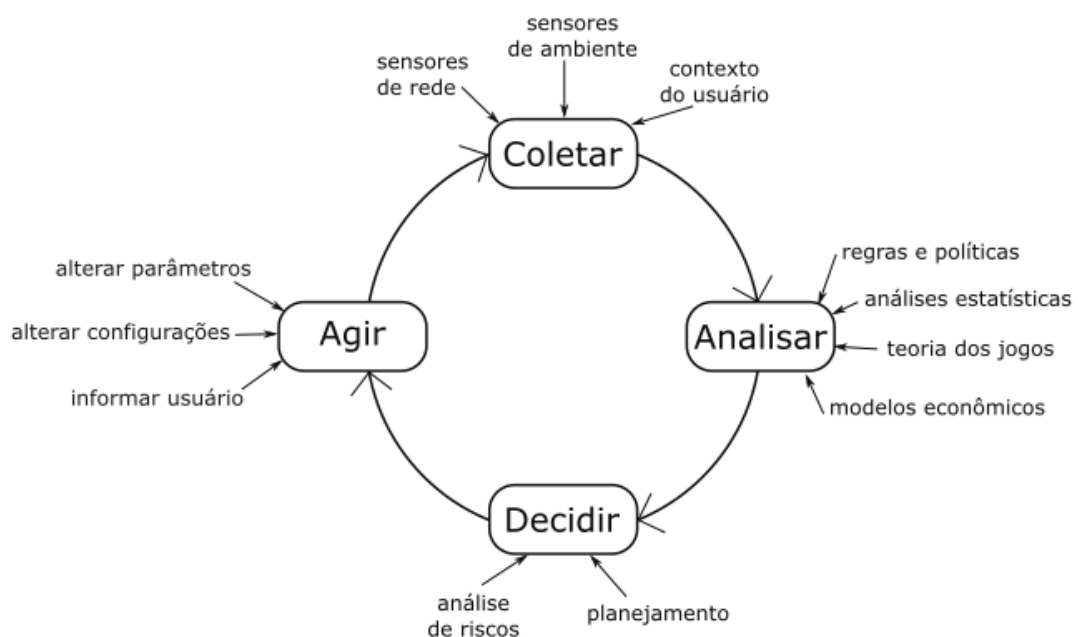 sensores
de ambiente
sensores
de rede
contexto
do usuário
Coletar
alterar parâmetros
alterar configurações
informar usuário
Agir
Analisar
regras e políticas
análises estatísticas
teoria dos jogos
modelos econômicos
Decidir
análise
de riscos
planejamento